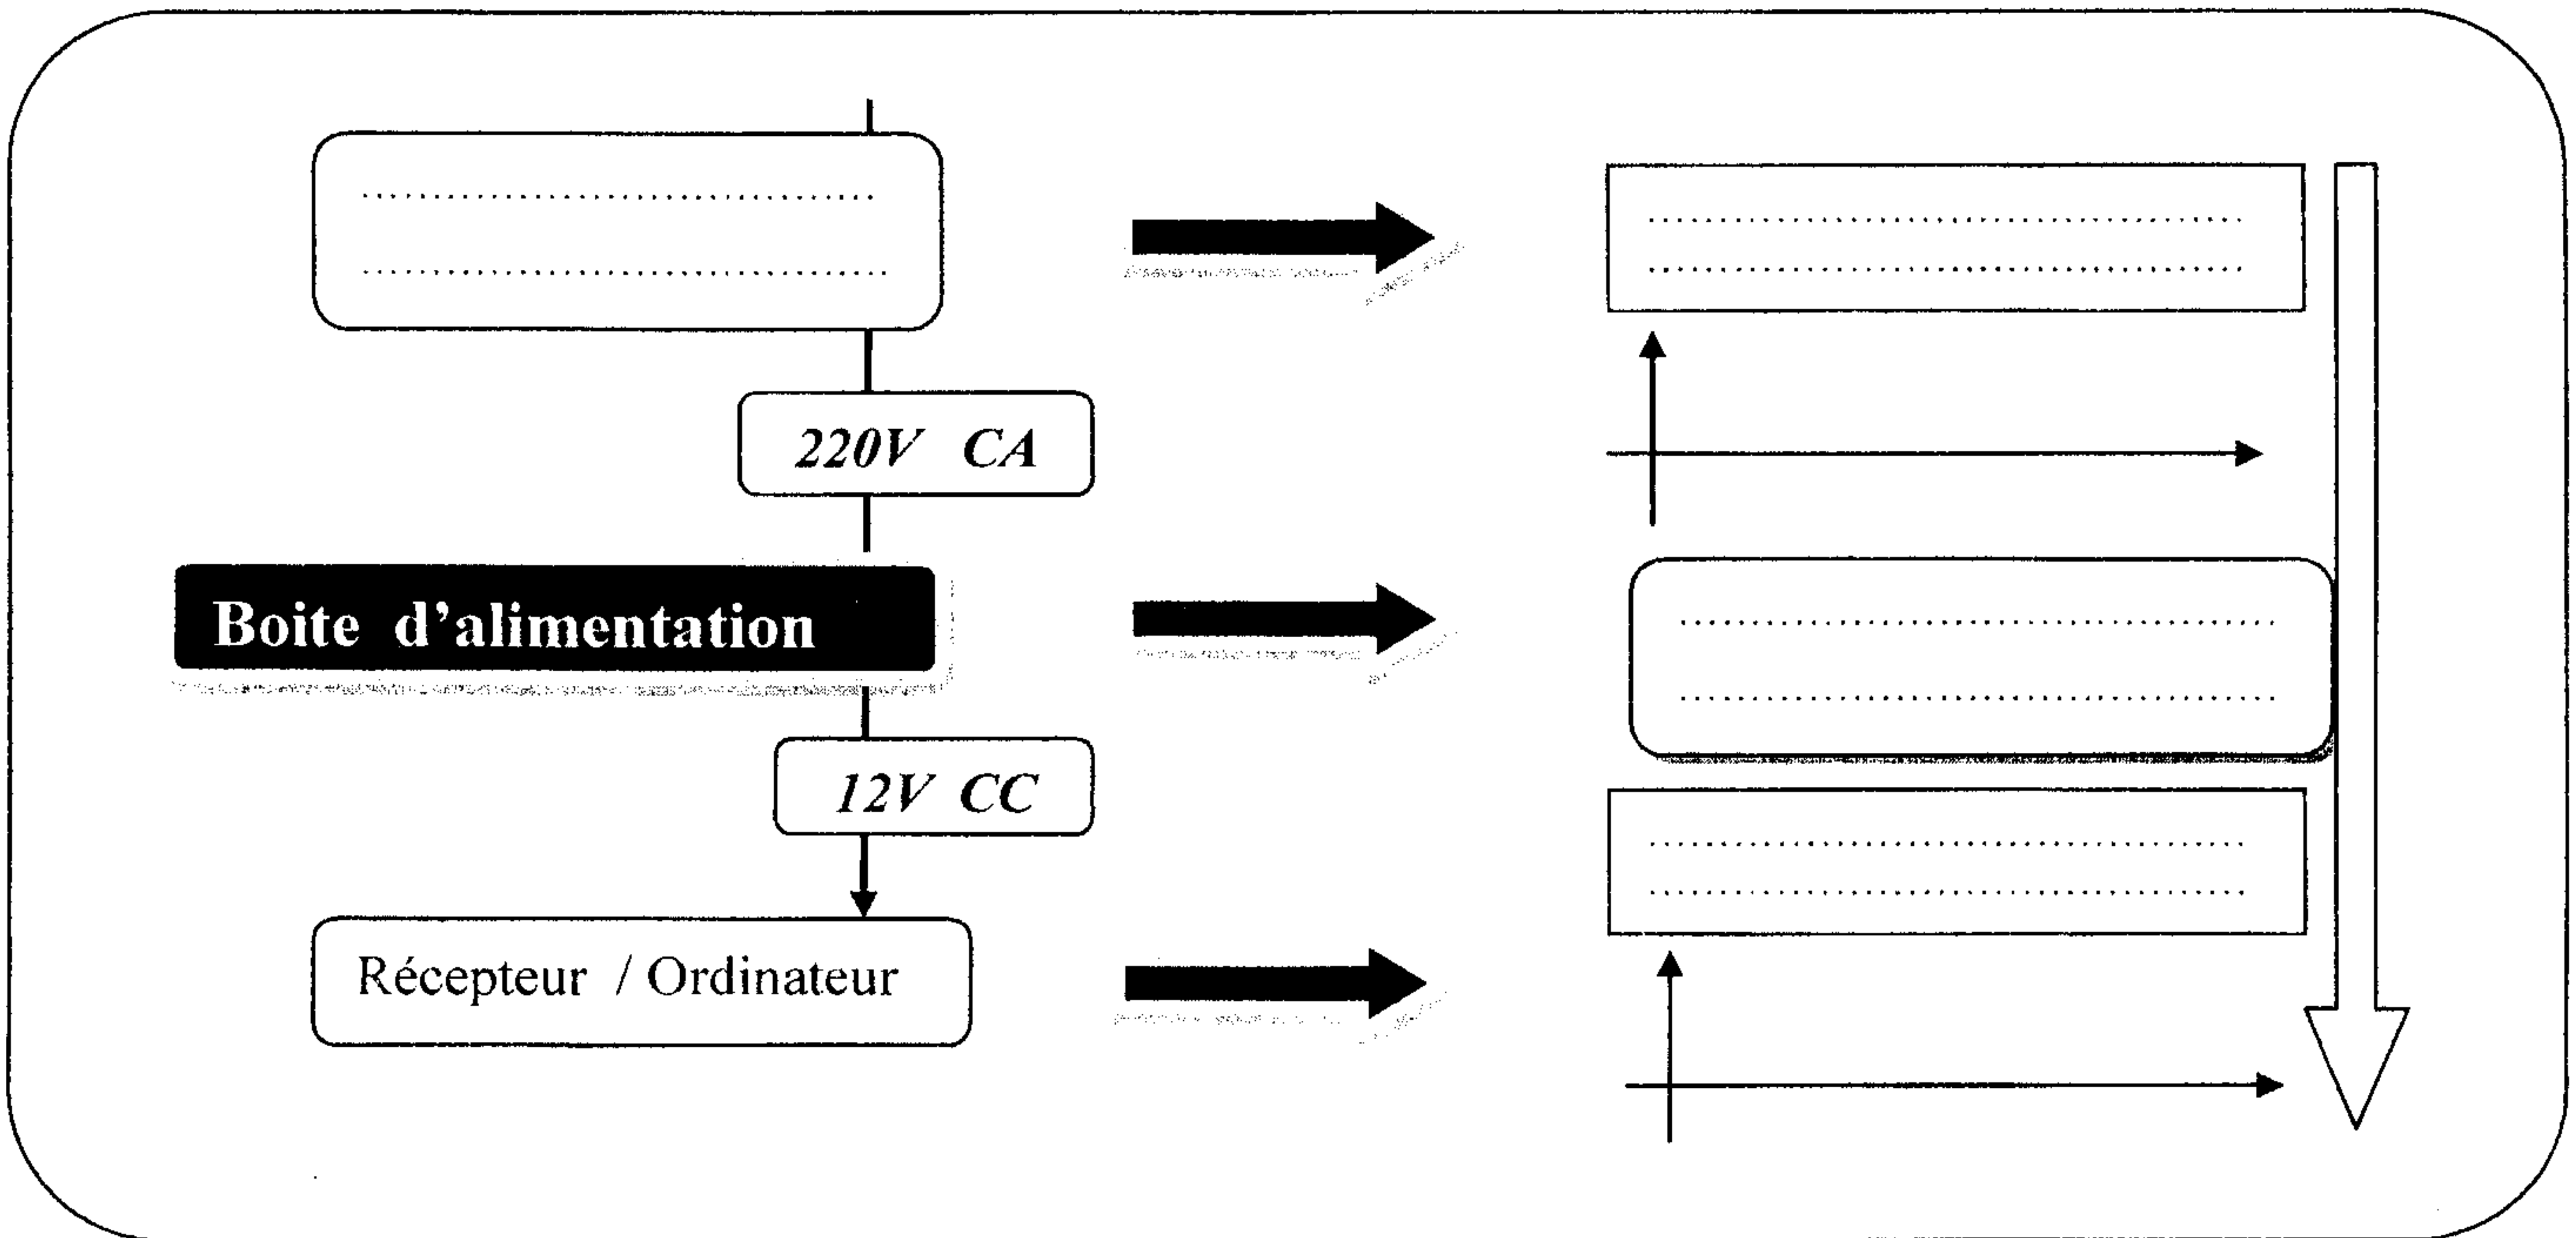 220V CA
Boite d'alimentation
12V CC
Récepteur / Ordinateur